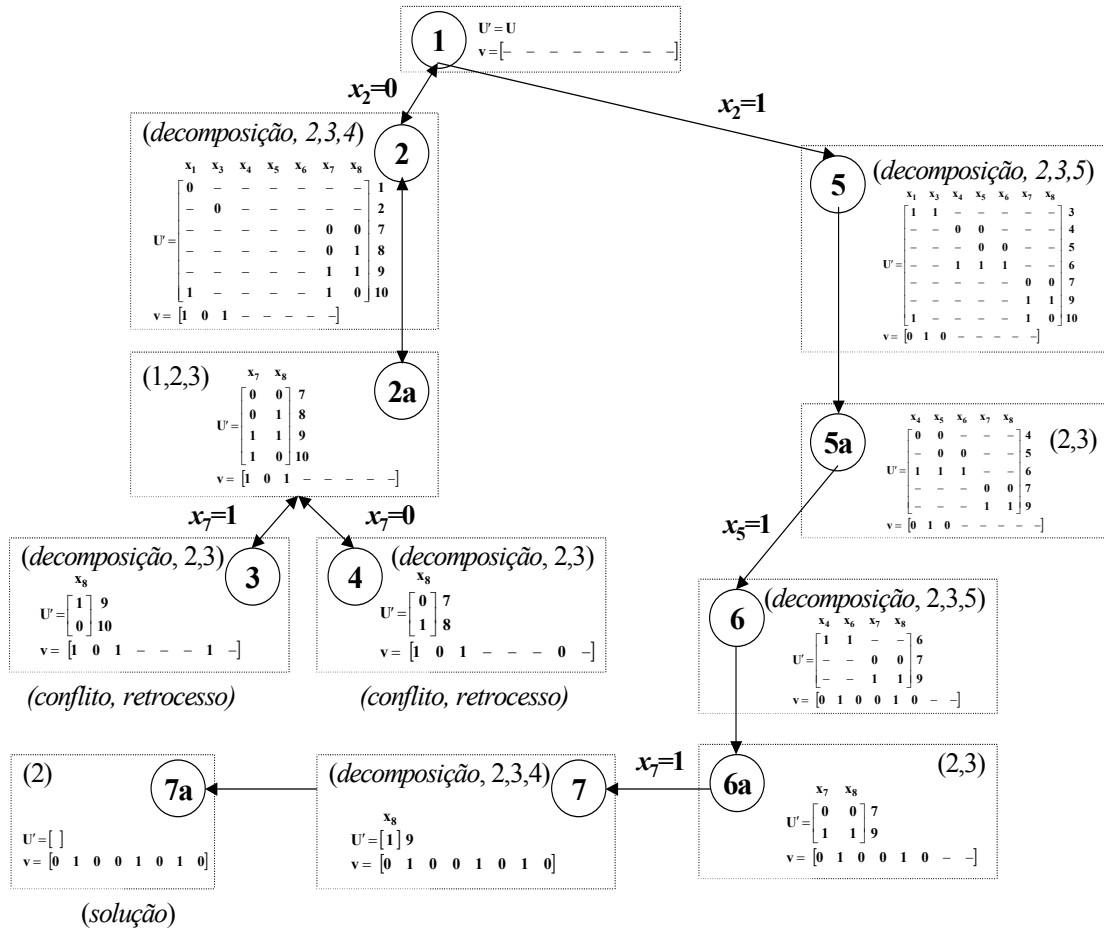 1
U' = U
v = [– – – – – – – –]
x2=0
x2=1
(decomposição, 2,3,4)
2
x1 x3 x4 x5 x6 x7 x8
0 – – – – – – 1
– 0 – – – – – 2
– – – – – 0 0 7
U' = – – – – – 0 1 8
– – – – – 1 1 9
1 – – – – 1 0 10
v = [1 0 1 – – – – –]
5
(decomposição, 2,3,5)
x1 x3 x4 x5 x6 x7 x8
1 1 – – – – – 3
– – 0 0 – – – 4
– – – 0 0 – – 5
U' = – – 1 1 1 – – 6
– – – – – 0 0 7
– – – – – 1 1 9
1 – – – – 1 0 10
v = [0 1 0 – – – – –]
(1,2,3)
2a
x7 x8
0 0 7
U' = 0 1 8
1 1 9
1 0 10
v = [1 0 1 – – – – –]
5a
(2,3)
x4 x5 x6 x7 x8
0 0 – – – 4
– 0 0 – – 5
U' = 1 1 1 – – 6
– – – 0 0 7
– – – 1 1 9
v = [0 1 0 – – – – –]
x7=1
x7=0
x5=1
(decomposição, 2,3)
3
x8
U' = 1 9
0 10
v = [1 0 1 – – – 1 –]
(conflito, retrocesso)
(decomposição, 2,3)
4
x8
U' = 0 7
1 8
v = [1 0 1 – – – 0 –]
(conflito, retrocesso)
6
(decomposição, 2,3,5)
x4 x6 x7 x8
1 1 – – 6
U' = – – 0 0 7
– – 1 1 9
v = [0 1 0 0 1 0 – –]
6a
(2,3)
x7 x8
U' = 0 0 7
1 1 9
v = [0 1 0 0 1 0 – –]
x7=1
(decomposição, 2,3,4)
7
x8
U' = [1] 9
v = [0 1 0 0 1 0 1 0]
(2)
7a
U' = [ ]
v = [0 1 0 0 1 0 1 0]
(solução)